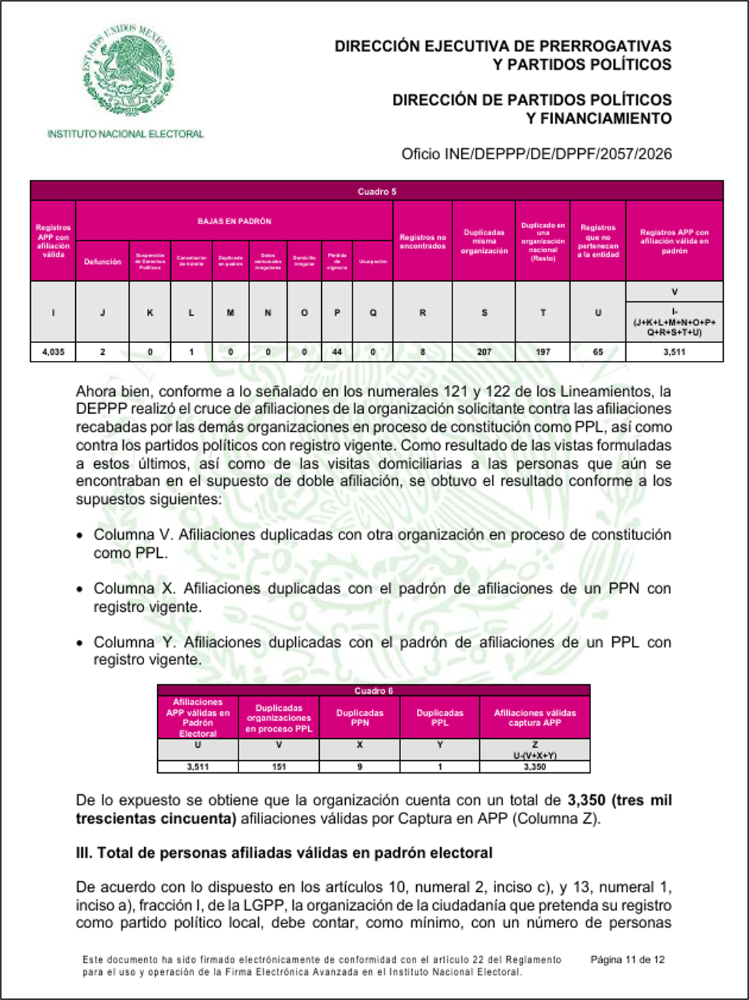 ESTADOS UNIDOS MEXICANOS
INSTITUTO NACIONAL ELECTORAL
DIRECCIÓN EJECUTIVA DE PRERROGATIVAS
Y PARTIDOS POLÍTICOS
DIRECCIÓN DE PARTIDOS POLÍTICOS
Y FINANCIAMIENTO
Oficio INE/DEPPP/DE/DPPF/2057/2026
Cuadro 5
Registros
APP con
afiliación
válida
BAJAS EN PADRÓN
Defunción
Suspensión
de Derechos
Políticos
Cancelación
de trámite
Duplicado
en padrón
Datos
personales
irregulares
Domicilio
irregular
Pérdida
de
vigencia
Usurpación
Registros no
encontrados
Duplicadas
misma
organización
Duplicado en
una
organización
nacional
(Resto)
Registros
que no
pertenecen
a la entidad
Registros APP con
afiliación válida en
padrón
I J K L M N O P Q R S T U
V
I-
(J+K+L+M+N+O+P+
Q+R+S+T+U)
4,035 2 0 1 0 0 0 44 0 8 207 197 65 3,511
Ahora bien, conforme a lo señalado en los numerales 121 y 122 de los Lineamientos, la
DEPPP realizó el cruce de afiliaciones de la organización solicitante contra las afiliaciones
recabadas por las demás organizaciones en proceso de constitución como PPL, así como
contra los partidos políticos con registro vigente. Como resultado de las vistas formuladas
a estos últimos, así como de las visitas domiciliarias a las personas que aún se
encontraban en el supuesto de doble afiliación, se obtuvo el resultado conforme a los
supuestos siguientes:
• Columna V. Afiliaciones duplicadas con otra organización en proceso de constitución
como PPL.
• Columna X. Afiliaciones duplicadas con el padrón de afiliaciones de un PPN con
registro vigente.
• Columna Y. Afiliaciones duplicadas con el padrón de afiliaciones de un PPL con
registro vigente.
Cuadro 6
Afiliaciones
APP válidas en
Padrón
Electoral
Duplicadas
organizaciones
en proceso PPL
Duplicadas
PPN
Duplicadas
PPL
Afiliaciones válidas
captura APP
U V X Y Z
U-(V+X+Y)
3,511 151 9 1 3,350
De lo expuesto se obtiene que la organización cuenta con un total de 3,350 (tres mil
trescientas cincuenta) afiliaciones válidas por Captura en APP (Columna Z).
III. Total de personas afiliadas válidas en padrón electoral
De acuerdo con lo dispuesto en los artículos 10, numeral 2, inciso c), y 13, numeral 1,
inciso a), fracción I, de la LGPP, la organización de la ciudadanía que pretenda su registro
como partido político local, debe contar, como mínimo, con un número de personas
Este documento ha sido firmado electrónicamente de conformidad con el artículo 22 del Reglamento
para el uso y operación de la Firma Electrónica Avanzada en el Instituto Nacional Electoral.
Página 11 de 12